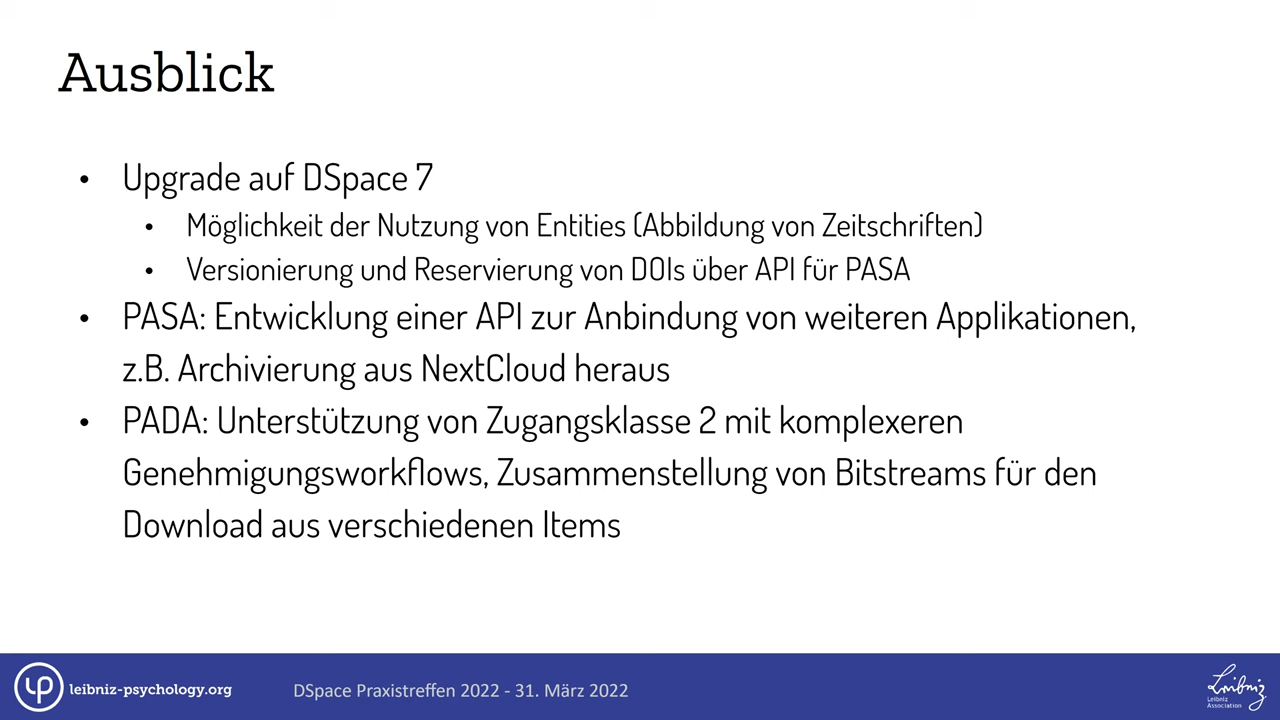 Ausblick
• Upgrade auf DSpace 7
• Möglichkeit der Nutzung von Entities (Abbildung von Zeitschriften)
• Versionierung und Reservierung von DOIs über API für PASA
• PASA: Entwicklung einer API zur Anbindung von weiteren Applikationen,
z.B. Archivierung aus NextCloud heraus
• PADA: Unterstützung von Zugangsklasse 2 mit komplexeren
Genehmigungsworkflows, Zusammenstellung von Bitstreams für den
Download aus verschiedenen Items
leibniz-psychology.org
DSpace Praxistreffen 2022 - 31. März 2022
Leibniz
Leibniz
Association